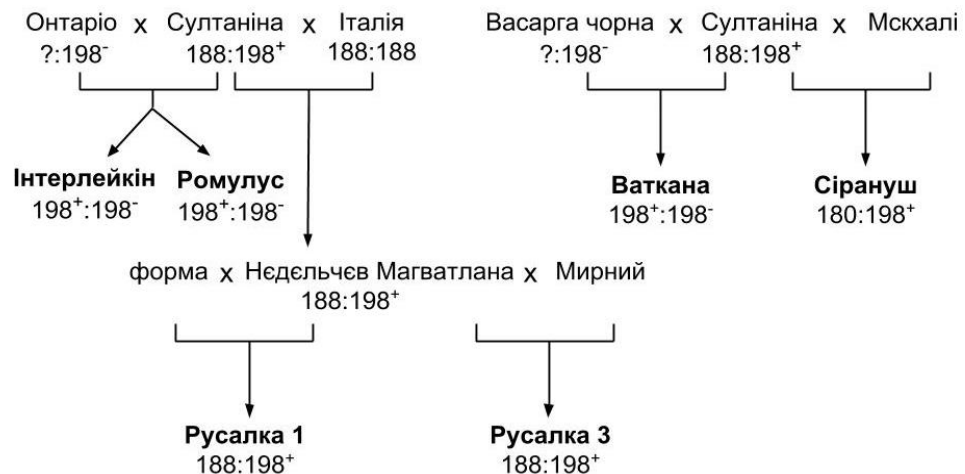 Онтаріо x Султаніна x Італія
?:198⁻ 188:198⁺ 188:188
Васарга чорна x Султаніна x Мскхалі
?:198⁻ 188:198⁺
Інтерлейкін Ромулус
198⁺:198⁻ 198⁺:198⁻
Ваткана Сірануш
198⁺:198⁻ 180:198⁺
форма x Нєдєльчєв Магватлана x Мирний
188:198⁺
Русалка 1 Русалка 3
188:198⁺ 188:198⁺